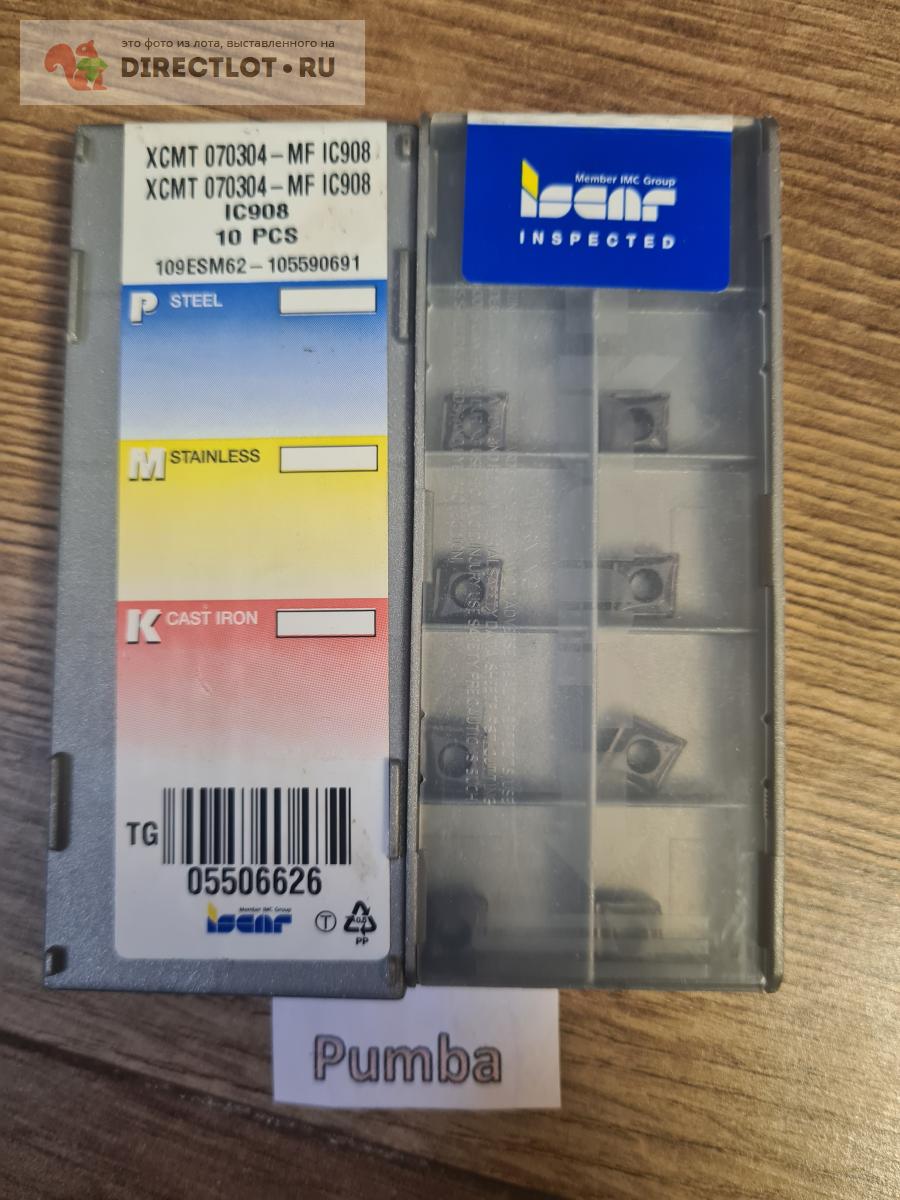 это фото из лота, выставленного на
DIRECTLOT.RU
XCMT 070304-MF IC908
XCMT 070304-MF IC908
IC908
10 PCS
109ESM62-105590691
P STEEL
M STAINLESS
K CAST IRON
TG
05506626
Member IMC Group
iscar
T
PP
Member IMC Group
iscar
INSPECTED
Pumba